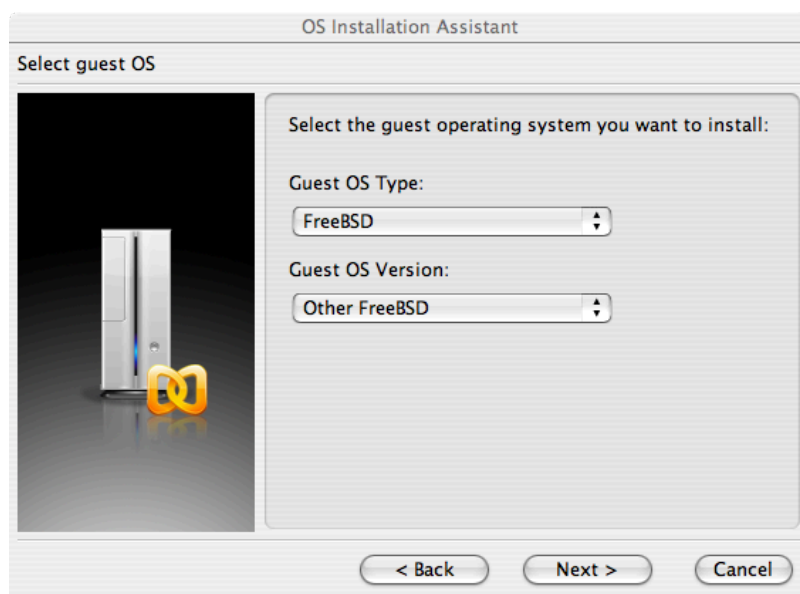 OS Installation Assistant
Select guest OS
Select the guest operating system you want to install:
Guest OS Type:
FreeBSD
Guest OS Version:
Other FreeBSD
< Back
Next >
Cancel